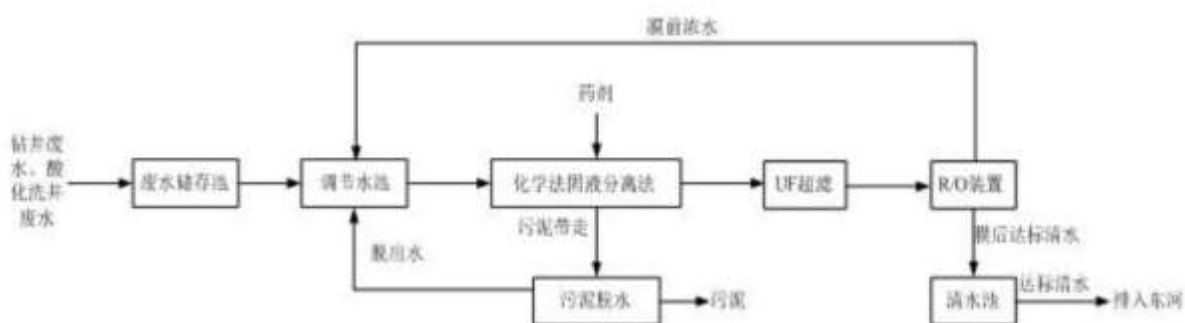 膜前浓水
药剂
钻井废
水、酸
化洗井
废水
废水储存池
调节水池
化学法固液分离法
UF超滤
R/O装置
污泥带走
膜后达标清水
脱出水
污泥脱水
污泥
清水池
达标清水
排入东河